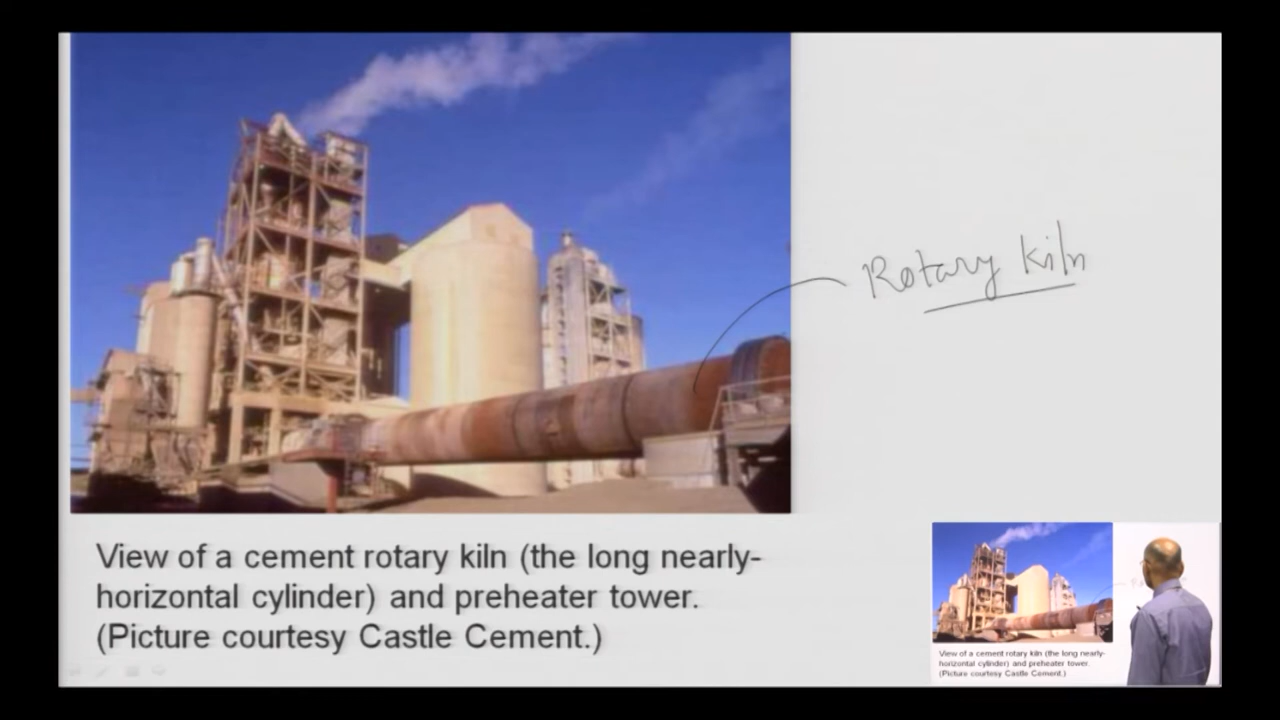 Rotary kiln
View of a cement rotary kiln (the long nearly-
horizontal cylinder) and preheater tower.
(Picture courtesy Castle Cement.)
View of a cement rotary kiln (the long nearly-
horizontal cylinder) and preheater tower.
(Picture courtesy Castle Cement.)